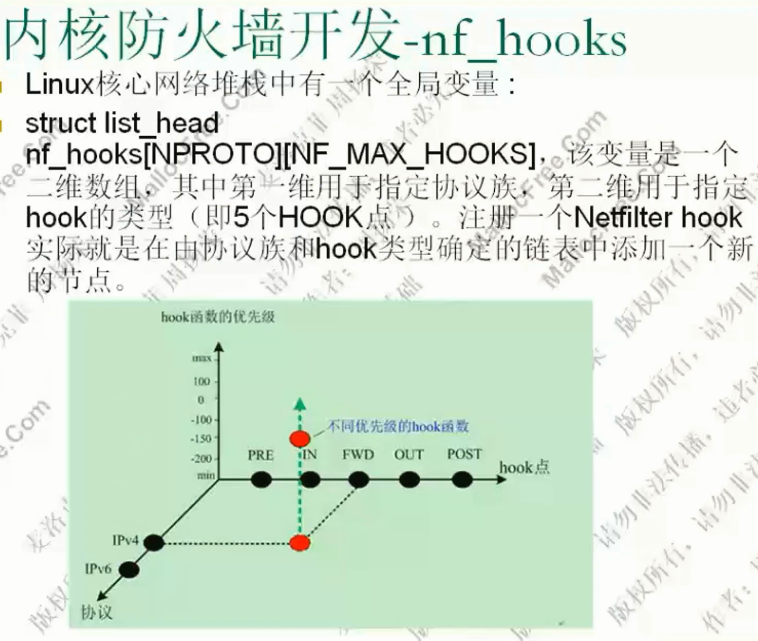 内核防火墙开发-nf_hooks
Linux核心网络堆栈中有一个全局变量：
struct list_head
nf_hooks[NPROTO][NF_MAX_HOOKS]，该变量是一个
二维数组，其中第一维用于指定协议族，第二维用于指定
hook的类型（即5个HOOK点 ）。注册一个Netfilter hook
实际就是在由协议族和hook类型确定的链表中添加一个新
的节点。
hook函数的优先级
max
100
0
-100
-150
-200
min
不同优先级的hook函数
PRE IN FWD OUT POST
hook点
IPv4
IPv6
协议